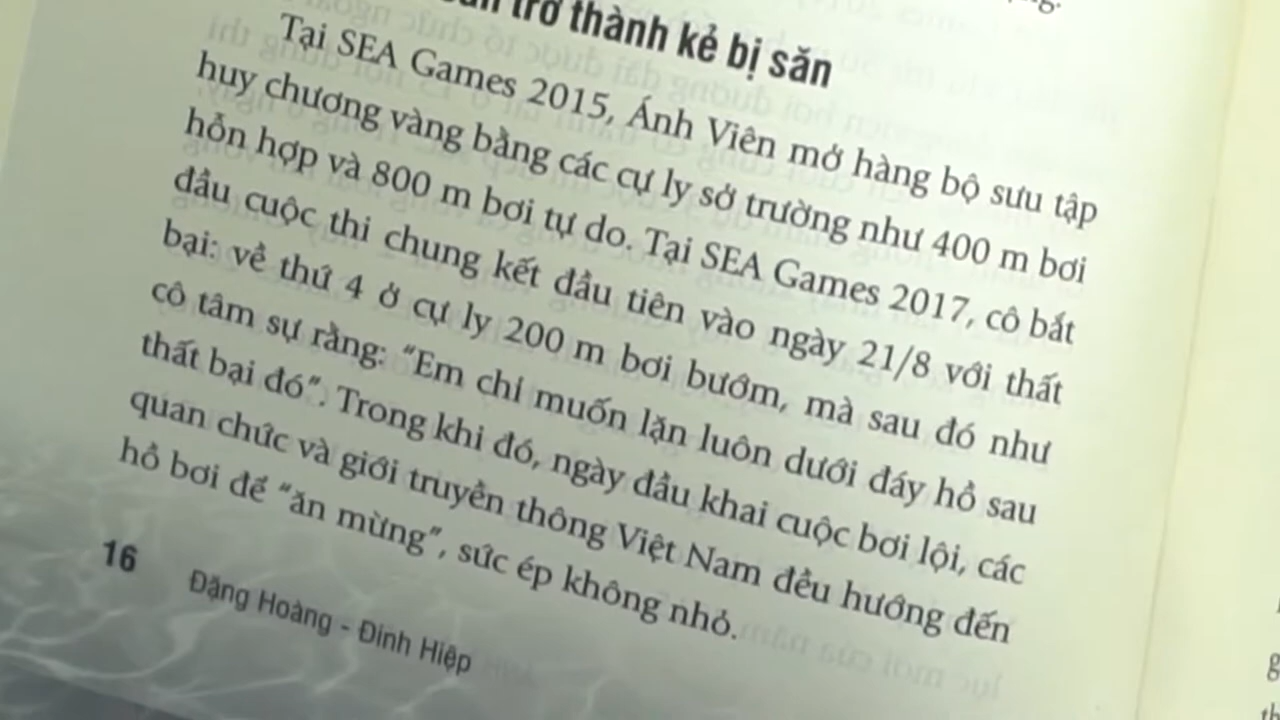 trở thành kẻ bị săn
Tại SEA Games 2015, Ánh Viên mở hàng bộ sưu tập
huy chương vàng bằng các cự ly sở trường như 400 m bơi
hỗn hợp và 800 m bơi tự do. Tại SEA Games 2017, cô bắt
đầu cuộc thi chung kết đầu tiên vào ngày 21/8 với thất
bại: về thứ 4 ở cự ly 200 m bơi bướm, mà sau đó như
cô tâm sự rằng: “Em chỉ muốn lặn luôn dưới đáy hồ sau
thất bại đó”. Trong khi đó, ngày đầu khai cuộc bơi lội, các
quan chức và giới truyền thông Việt Nam đều hướng đến
hồ bơi để “ăn mừng”, sức ép không nhỏ.
16 Đặng Hoàng - Đinh Hiệp